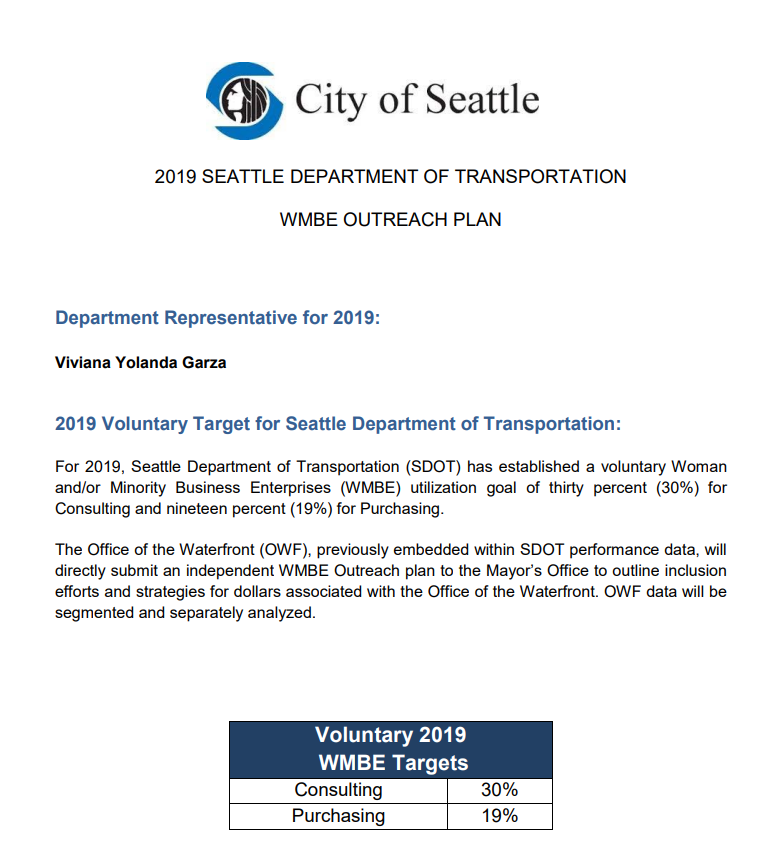 City of Seattle
2019 SEATTLE DEPARTMENT OF TRANSPORTATION
WMBE OUTREACH PLAN
Department Representative for 2019:
Viviana Yolanda Garza
2019 Voluntary Target for Seattle Department of Transportation:
For 2019, Seattle Department of Transportation (SDOT) has established a voluntary Woman
and/or Minority Business Enterprises (WMBE) utilization goal of thirty percent (30%) for
Consulting and nineteen percent (19%) for Purchasing.
The Office of the Waterfront (OWF), previously embedded within SDOT performance data, will
directly submit an independent WMBE Outreach plan to the Mayor’s Office to outline inclusion
efforts and strategies for dollars associated with the Office of the Waterfront. OWF data will be
segmented and separately analyzed.
Voluntary 2019
WMBE Targets
Consulting 30%
Purchasing 19%